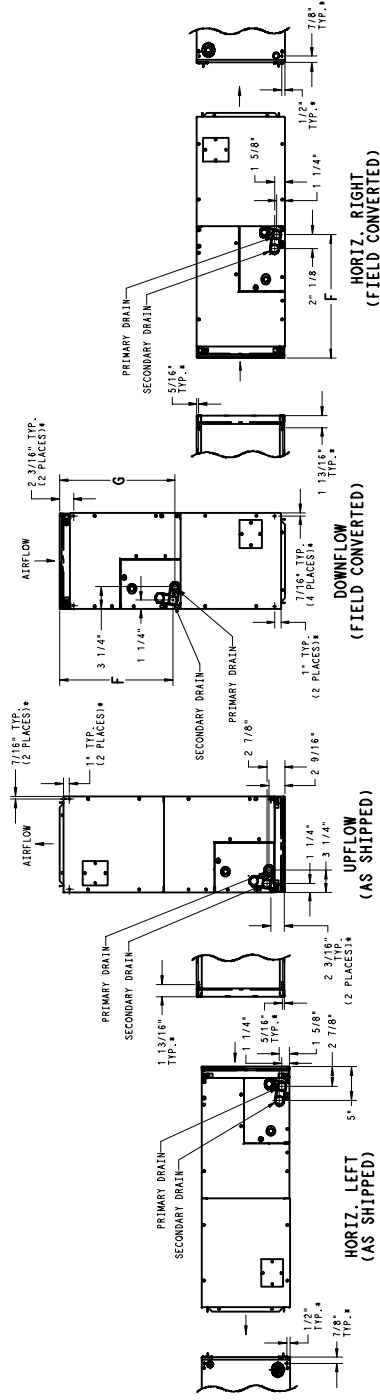 PRIMARY DRAIN
SECONDARY DRAIN
1/2"
TYP.*
7/8"
TYP.*
5"
2 7/8"
1 5/8"
1 1/4"
HORIZ. LEFT
(AS SHIPPED)
1 13/16"
TYP.*
5/16"
TYP.*
AIRFLOW
7/16" TYP.
(2 PLACES)*
1" TYP.
(2 PLACES)*
PRIMARY DRAIN
SECONDARY DRAIN
2 3/16"
TYP.
(2 PLACES)*
1 1/4"
3 1/4"
2 7/8"
2 9/16"
UPFLOW
(AS SHIPPED)
AIRFLOW
2 3/16" TYP.
(2 PLACES)*
F
G
3 1/4"
1 1/4"
SECONDARY DRAIN
PRIMARY DRAIN
1" TYP.
(2 PLACES)*
7/16" TYP.
(4 PLACES)*
DOWNFLOW
(FIELD CONVERTED)
5/16"
TYP.*
1 13/16"
TYP.*
PRIMARY DRAIN
SECONDARY DRAIN
2" 1/8
F
1 5/8"
1 1/4"
HORIZ. RIGHT
(FIELD CONVERTED)
1/2"
TYP.*
7/8"
TYP.*